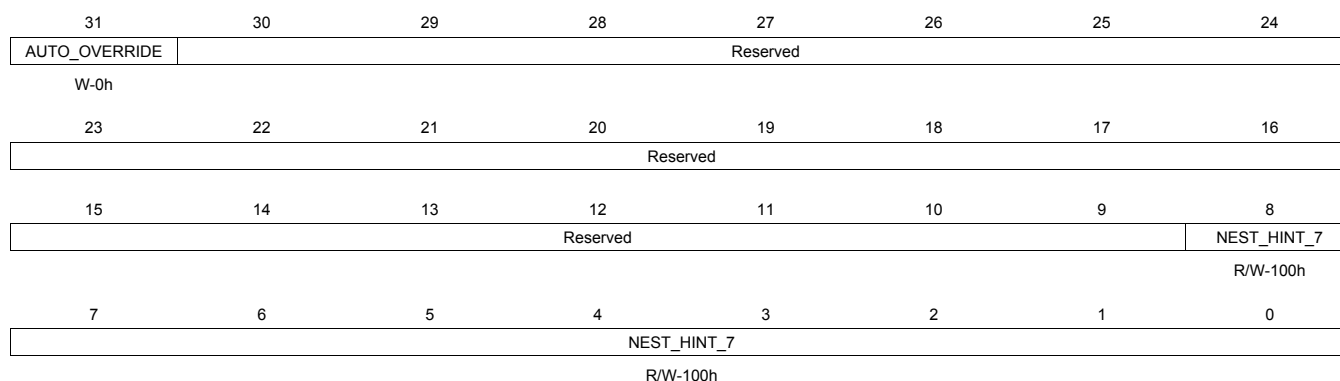 31 30 29 28 27 26 25 24
AUTO_OVERRIDE Reserved
W-0h
23 22 21 20 19 18 17 16
Reserved
15 14 13 12 11 10 9 8
Reserved NEST_HINT_7
R/W-100h
7 6 5 4 3 2 1 0
NEST_HINT_7
R/W-100h